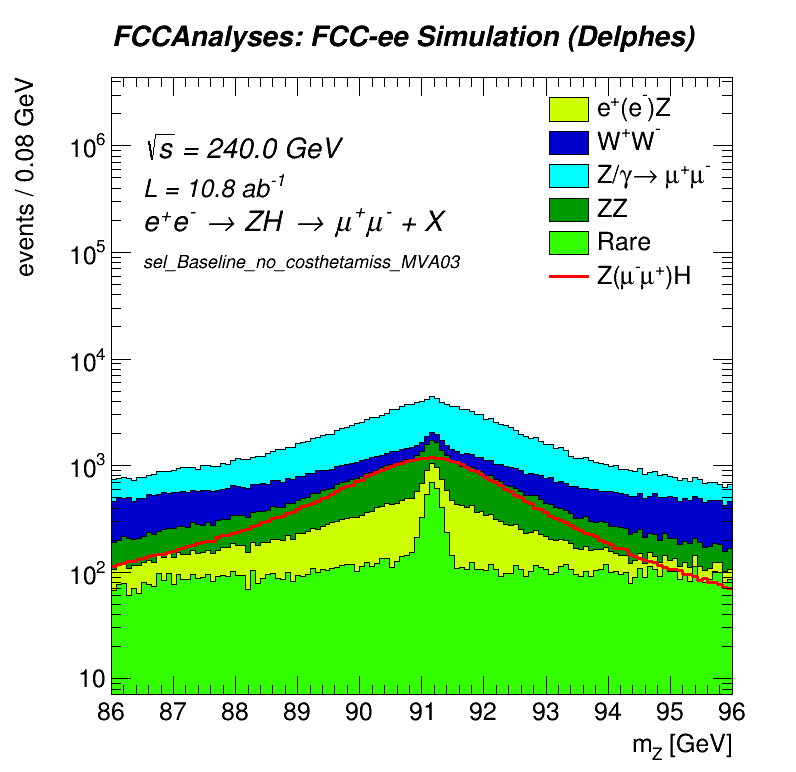 FCCAnalyses: FCC-ee Simulation (Delphes)
events / 0.08 GeV
√s = 240.0 GeV
L = 10.8 ab⁻¹
e⁺e⁻ → ZH → μ⁺μ⁻ + X
sel_Baseline_no_costhetamiss_MVA03
e⁺(e⁻)Z
W⁺W⁻
Z/γ→ μ⁺μ⁻
ZZ
Rare
Z(μ⁻μ⁺)H
10⁶
10⁵
10⁴
10³
10²
10
86 87 88 89 90 91 92 93 94 95 96
m_Z [GeV]